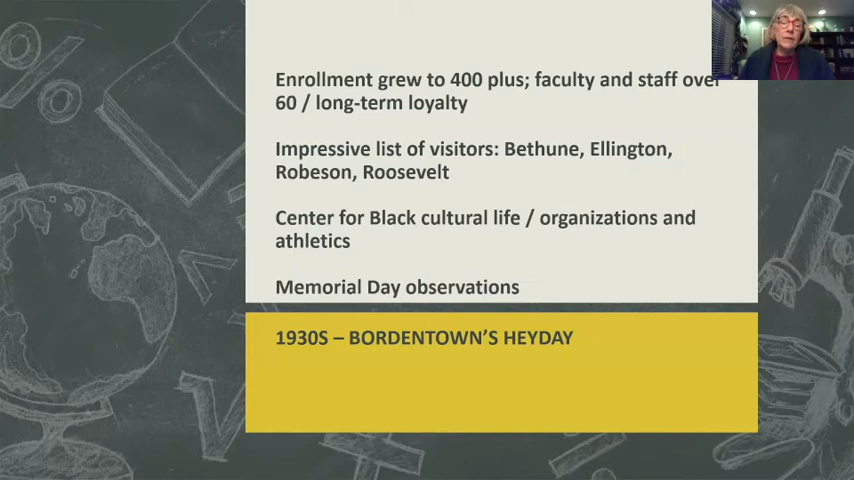 Enrollment grew to 400 plus; faculty and staff over
60 / long-term loyalty
Impressive list of visitors: Bethune, Ellington,
Robeson, Roosevelt
Center for Black cultural life / organizations and
athletics
Memorial Day observations
1930S – BORDENTOWN'S HEYDAY